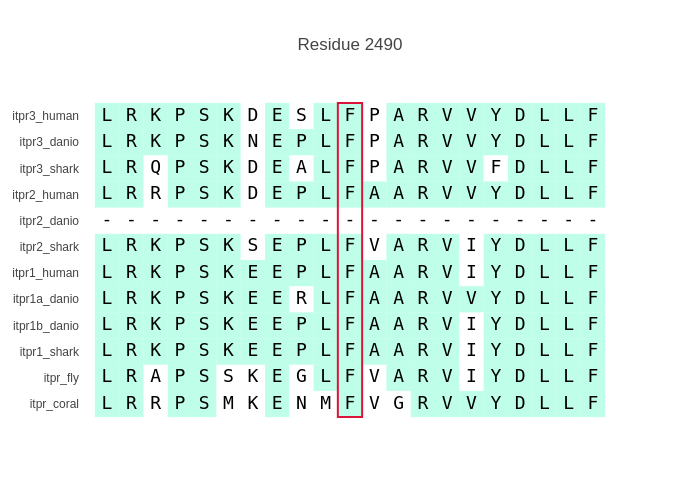 Residue 2490
itpr3_human L R K P S K D E S L F P A R V V Y D L L F
itpr3_danio L R K P S K N E P L F P A R V V Y D L L F
itpr3_shark L R Q P S K D E A L F P A R V V F D L L F
itpr2_human L R R P S K D E P L F A A R V V Y D L L F
itpr2_danio - - - - - - - - - - - - - - - - - - - - -
itpr2_shark L R K P S K S E P L F V A R V I Y D L L F
itpr1_human L R K P S K E E P L F A A R V I Y D L L F
itpr1a_danio L R K P S K E E R L F A A R V V Y D L L F
itpr1b_danio L R K P S K E E P L F A A R V I Y D L L F
itpr1_shark L R K P S K E E P L F A A R V I Y D L L F
itpr_fly L R A P S S K E G L F V A R V I Y D L L F
itpr_coral L R R P S M K E N M F V G R V V Y D L L F